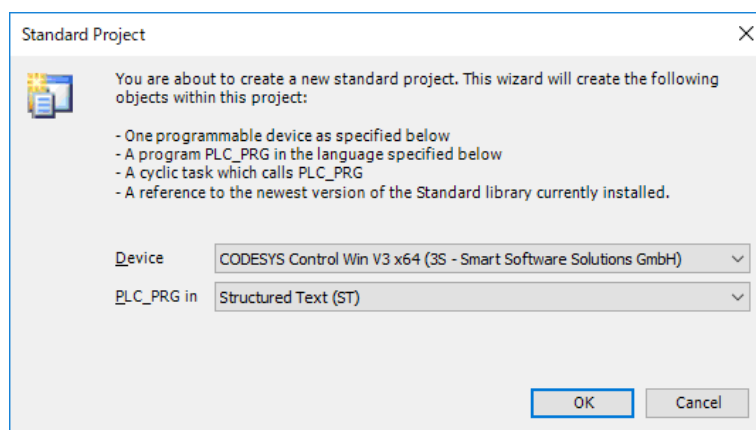 Standard Project
You are about to create a new standard project. This wizard will create the following
objects within this project:
- One programmable device as specified below
- A program PLC_PRG in the language specified below
- A cyclic task which calls PLC_PRG
- A reference to the newest version of the Standard library currently installed.
Device CODESYS Control Win V3 x64 (3S - Smart Software Solutions GmbH)
PLC_PRG in Structured Text (ST)
OK Cancel